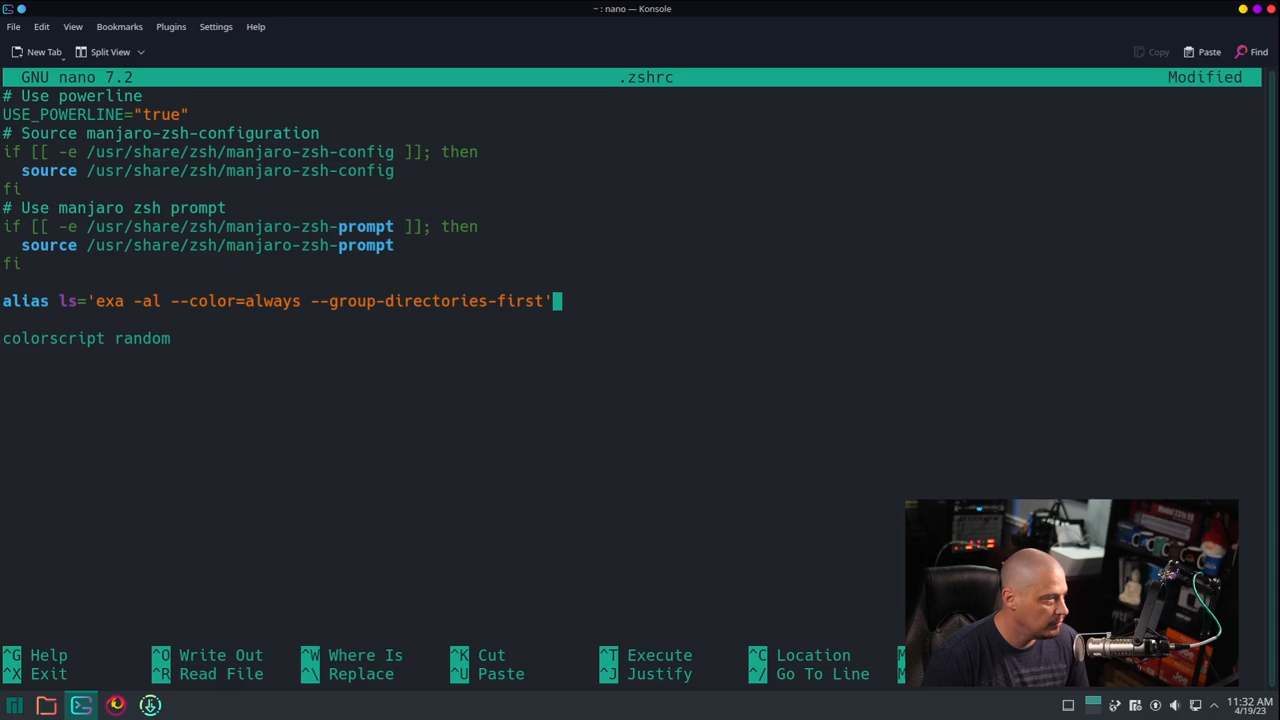 ~ : nano — Konsole
File Edit View Bookmarks Plugins Settings Help
New Tab Split View Copy Paste Find
GNU nano 7.2 .zshrc Modified
# Use powerline
USE_POWERLINE="true"
# Source manjaro-zsh-configuration
if [[ -e /usr/share/zsh/manjaro-zsh-config ]]; then
source /usr/share/zsh/manjaro-zsh-config
fi
# Use manjaro zsh prompt
if [[ -e /usr/share/zsh/manjaro-zsh-prompt ]]; then
source /usr/share/zsh/manjaro-zsh-prompt
fi
alias ls='exa -al --color=always --group-directories-first'
colorscript random
^G Help ^O Write Out ^W Where Is ^K Cut ^T Execute ^C Location M
^X Exit ^R Read File ^\ Replace ^U Paste ^J Justify ^/ Go To Line M
11:32 AM
4/19/23